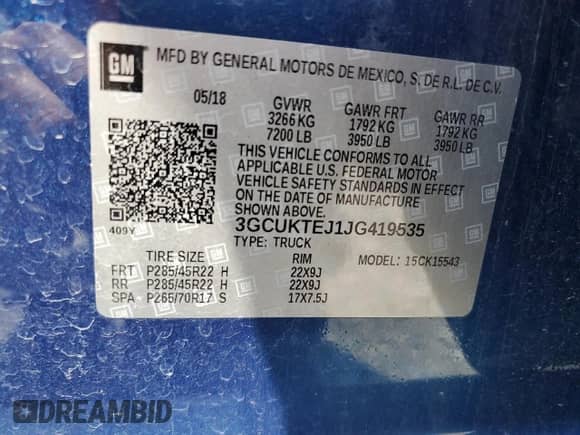 GM
MFD BY GENERAL MOTORS DE MEXICO, S. DE R.L. DE C.V.
05/18 GVWR GAWR FRT GAWR RR
3266 KG 1792 KG 1792 KG
7200 LB 3950 LB 3950 LB
THIS VEHICLE CONFORMS TO ALL
APPLICABLE U.S. FEDERAL MOTOR
VEHICLE SAFETY STANDARDS IN EFFECT
ON THE DATE OF MANUFACTURE
SHOWN ABOVE.
409Y 3GCUKTEJ1JG419535
TYPE: TRUCK MODEL: 15CK15543
TIRE SIZE RIM
FRT P285/45R22 H 22X9J
RR P285/45R22 H 22X9J
SPA P265/70R17 S 17X7.5J
DREAMBID